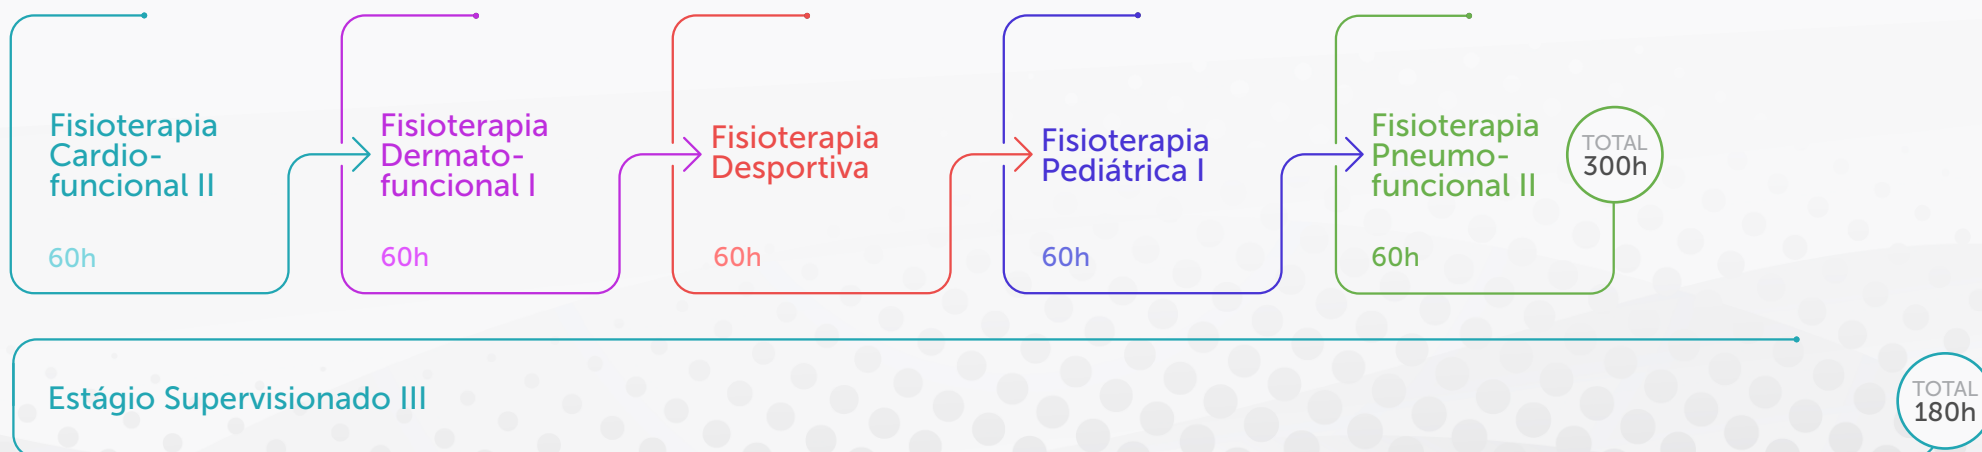 Fisioterapia
Cardio-
funcional II
60h
Fisioterapia
Dermato-
funcional I
60h
Fisioterapia
Desportiva
60h
Fisioterapia
Pediátrica I
60h
Fisioterapia
Pneumo-
funcional II
60h
TOTAL
300h
Estágio Supervisionado III
TOTAL
180h